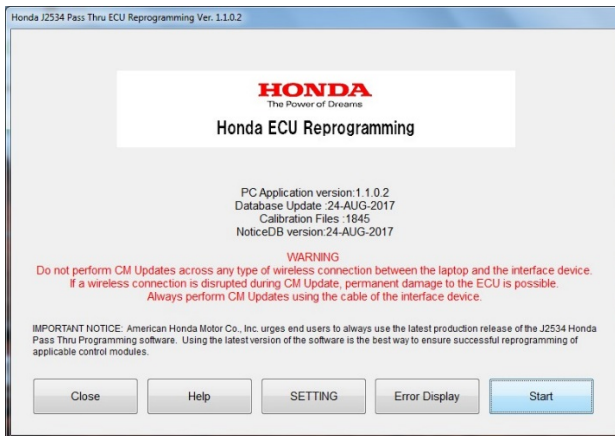 Honda J2534 Pass Thru ECU Reprogramming Ver. 1.1.0.2
HONDA
The Power of Dreams
Honda ECU Reprogramming
PC Application version:1.1.0.2
Database Update :24-AUG-2017
Calibration Files :1845
NoticeDB version:24-AUG-2017
WARNING
Do not perform CM Updates across any type of wireless connection between the laptop and the interface device.
If a wireless connection is disrupted during CM Update, permanent damage to the ECU is possible.
Always perform CM Updates using the cable of the interface device.
IMPORTANT NOTICE: American Honda Motor Co., Inc. urges end users to always use the latest production release of the J2534 Honda
Pass Thru Programming software. Using the latest version of the software is the best way to ensure successful reprogramming of
applicable control modules.
Close Help SETTING Error Display Start